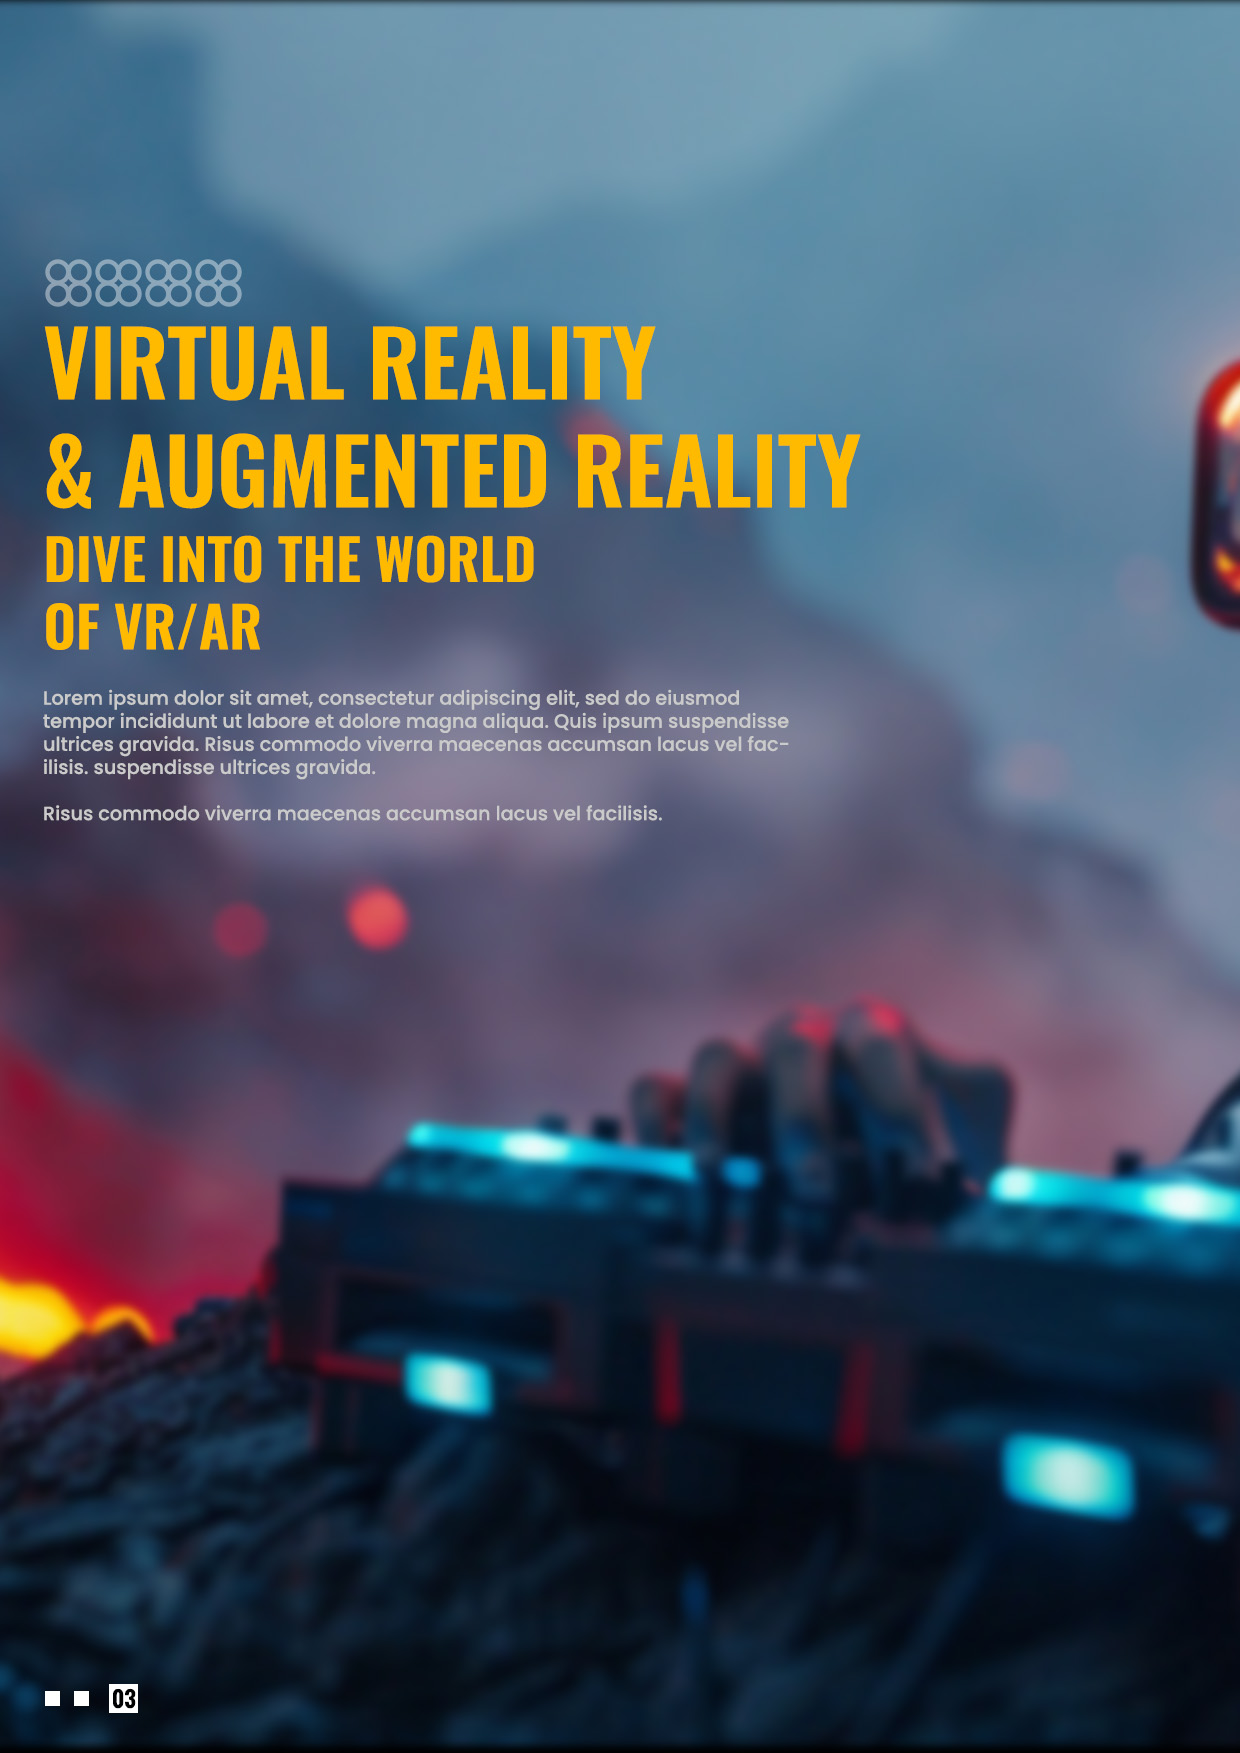 VIRTUAL REALITY
& AUGMENTED REALITY
DIVE INTO THE WORLD
OF VR/AR
Lorem ipsum dolor sit amet, consectetur adipiscing elit, sed do eiusmod
tempor incididunt ut labore et dolore magna aliqua. Quis ipsum suspendisse
ultrices gravida. Risus commodo viverra maecenas accumsan lacus vel fac-
ilisis. suspendisse ultrices gravida.
Risus commodo viverra maecenas accumsan lacus vel facilisis.
03